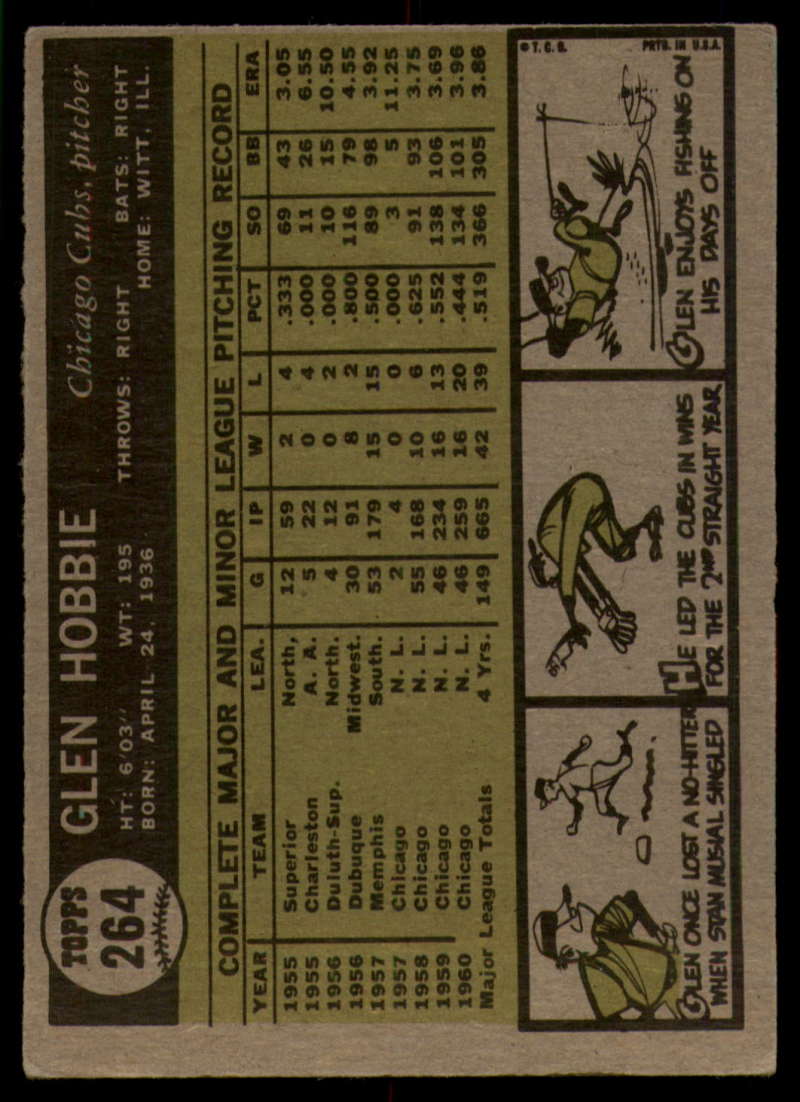 TOPPS
264
GLEN HOBBIE Chicago Cubs, pitcher
HT: 6'03" WT: 195 THROWS: RIGHT BATS: RIGHT
BORN: APRIL 24, 1936 HOME: WITT, ILL.
COMPLETE MAJOR AND MINOR LEAGUE PITCHING RECORD
YEAR TEAM LEA. G IP W L PCT SO BB ERA
1955 Superior North, 12 59 2 4 .333 69 43 3.05
1955 Charleston A. A. 5 22 0 4 .000 11 26 6.55
1956 Duluth-Sup. North. 4 12 0 2 .000 10 15 10.50
1956 Dubuque Midwest. 30 91 8 2 .800 116 79 4.55
1957 Memphis South. 53 179 15 15 .500 89 98 3.92
1957 Chicago N. L. 2 4 0 0 .000 3 5 11.25
1958 Chicago N. L. 55 168 10 6 .625 91 93 3.75
1959 Chicago N. L. 46 234 16 13 .552 138 106 3.69
1960 Chicago N. L. 46 259 16 20 .444 134 101 3.96
Major League Totals 4 Yrs. 149 665 42 39 .519 366 305 3.86
GLEN ONCE LOST A NO-HITTER
WHEN STAN MUSIAL SINGLED
HE LED THE CUBS IN WINS
FOR THE 2ND STRAIGHT YEAR
© T. C. G. PRTD. IN U.S.A.
GLEN ENJOYS FISHING ON
HIS DAYS OFF